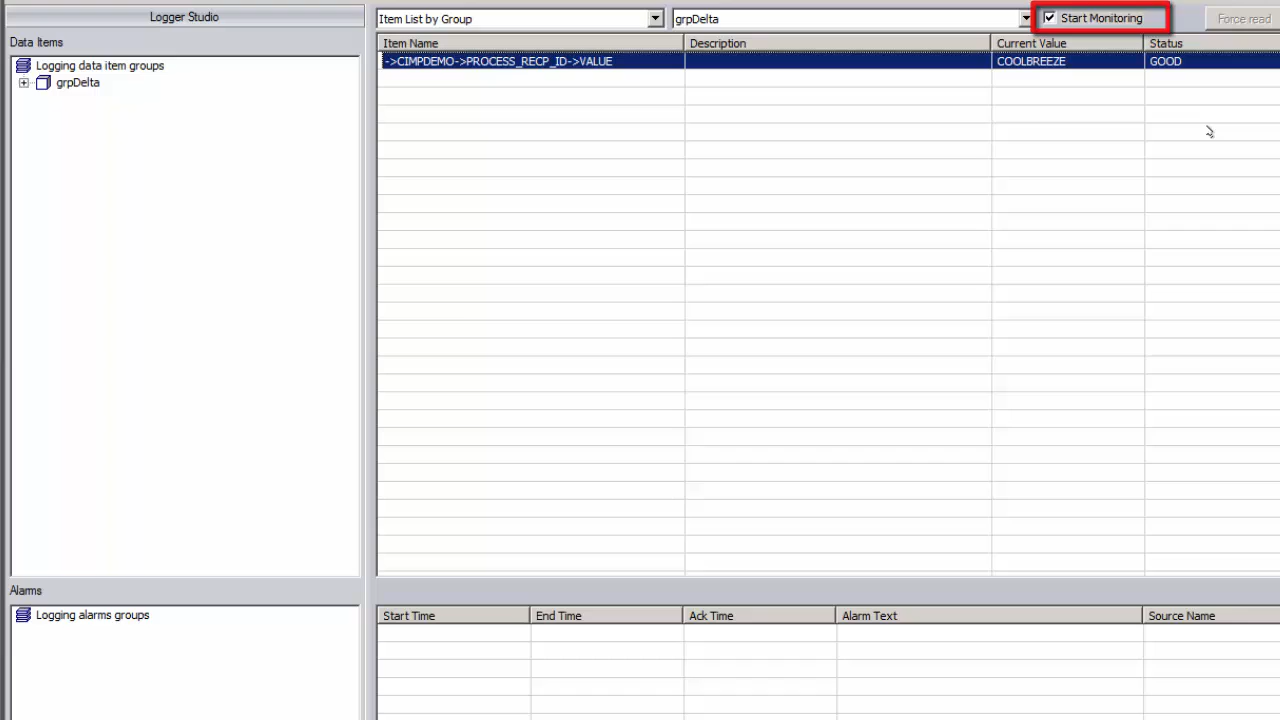 Logger Studio
Data Items
Logging data item groups
grpDelta
Item List by Group
grpDelta
Start Monitoring
Force read
Item Name
Description
Current Value
Status
->CIMPDEMO->PROCESS_RECP_ID->VALUE
COOLBREEZE
GOOD
Alarms
Logging alarms groups
Start Time
End Time
Ack Time
Alarm Text
Source Name